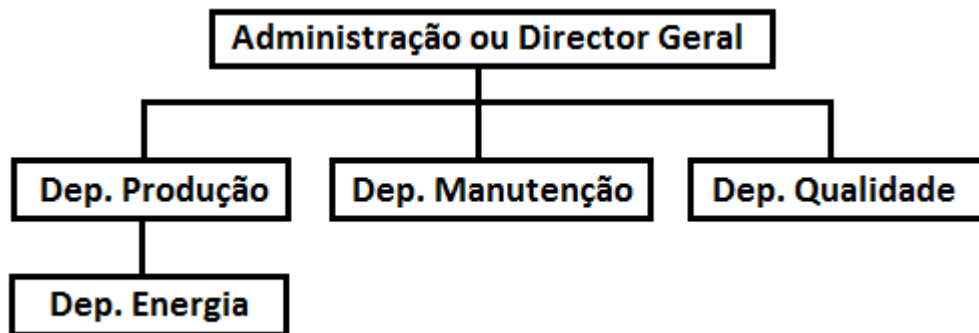 Administração ou Director Geral
Dep. Produção
Dep. Manutenção
Dep. Qualidade
Dep. Energia